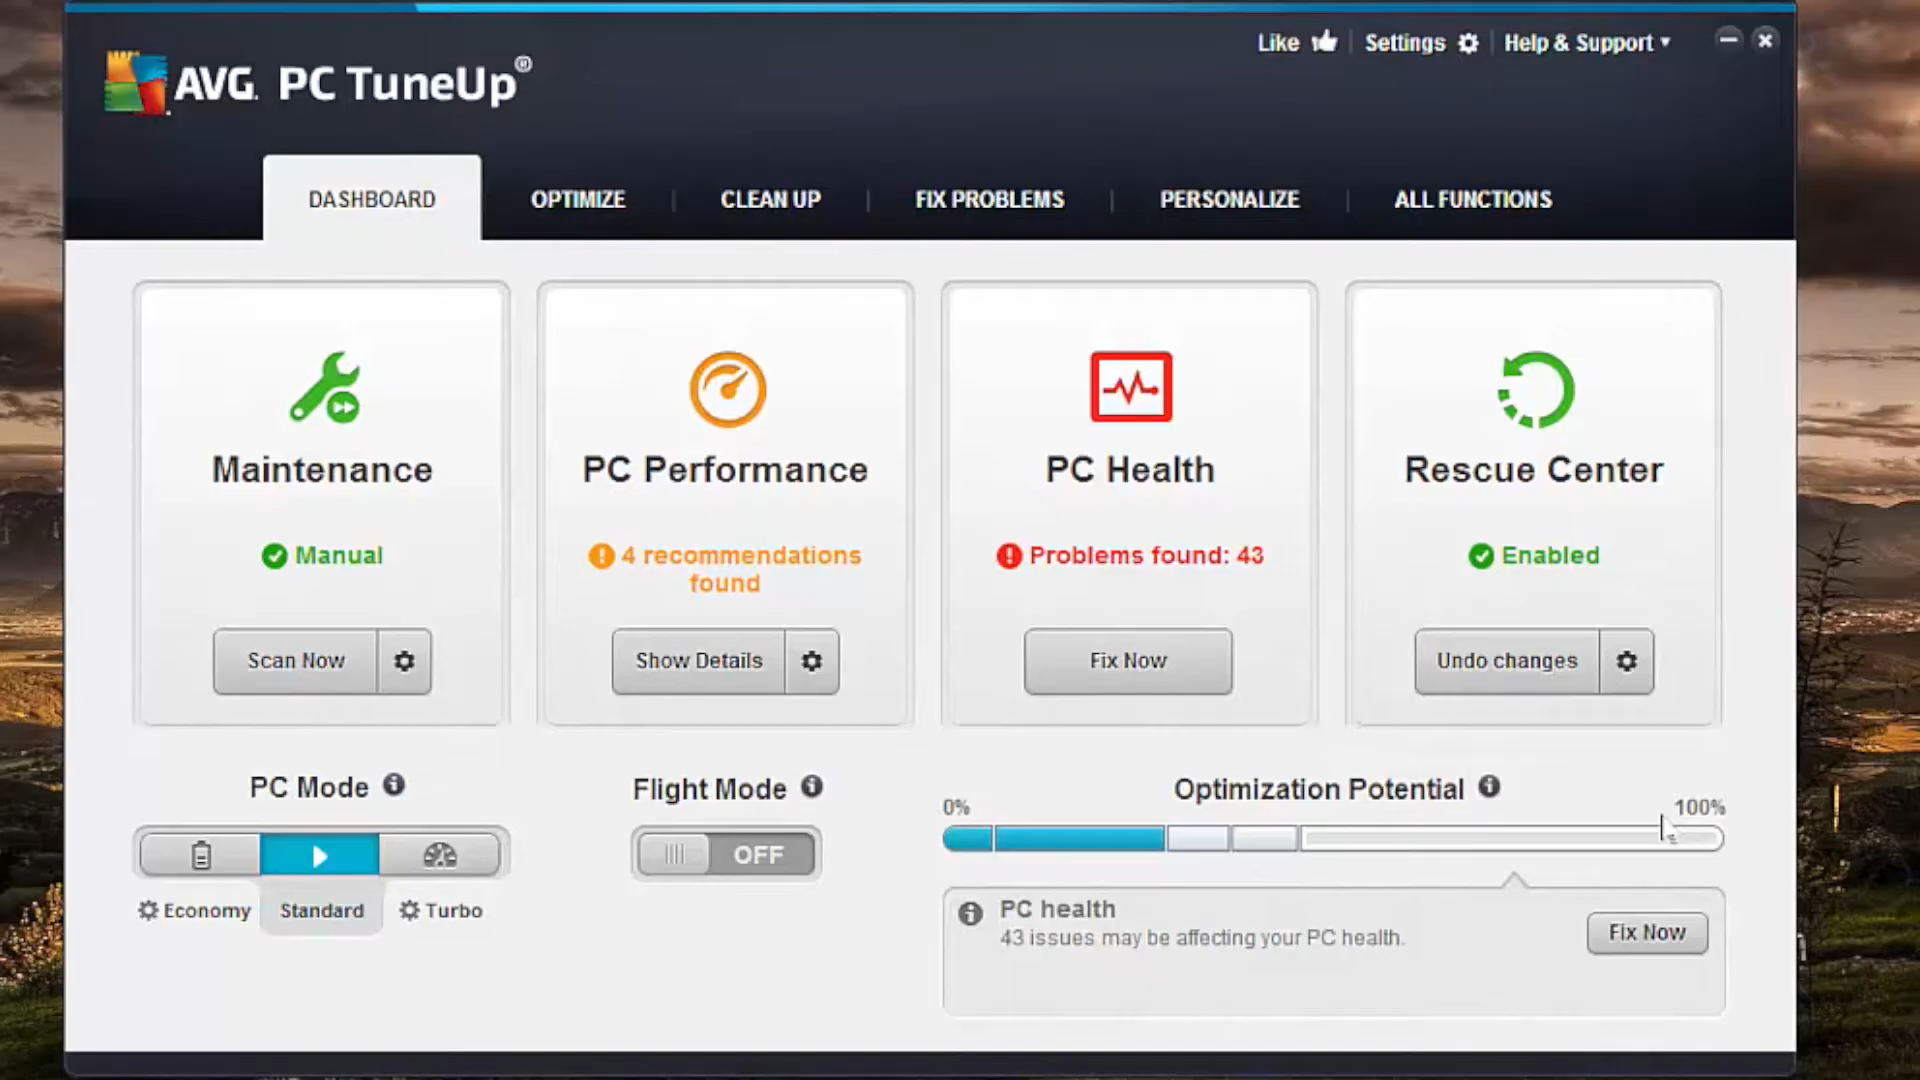 Like
Settings
Help & Support
AVG. PC TuneUp®
DASHBOARD
OPTIMIZE
CLEAN UP
FIX PROBLEMS
PERSONALIZE
ALL FUNCTIONS
Maintenance
Manual
Scan Now
PC Performance
4 recommendations
found
Show Details
PC Health
Problems found: 43
Fix Now
Rescue Center
Enabled
Undo changes
PC Mode
Economy
Standard
Turbo
Flight Mode
OFF
Optimization Potential
0%
100%
PC health
43 issues may be affecting your PC health.
Fix Now